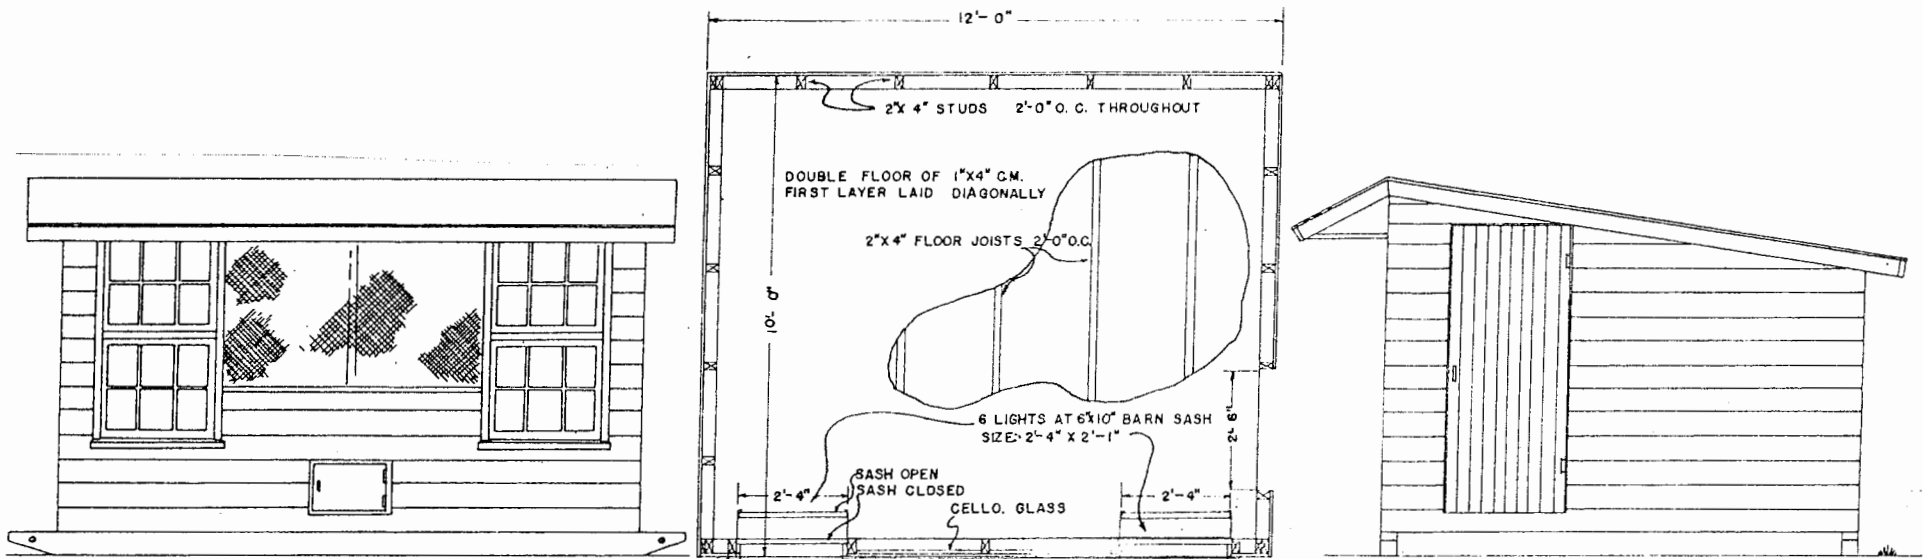 12'-0"
2"X 4" STUDS 2'-0" O. C. THROUGHOUT
DOUBLE FLOOR OF 1"X4" C.M.
FIRST LAYER LAID DIAGONALLY
2"X4" FLOOR JOISTS 2'-0" O.C.
10'-0"
6 LIGHTS AT 6"X10" BARN SASH
SIZE:- 2'-4" X 2'-1"
2'-6"
SASH OPEN
2'-4"
SASH CLOSED
2'-4"
CELLO. GLASS